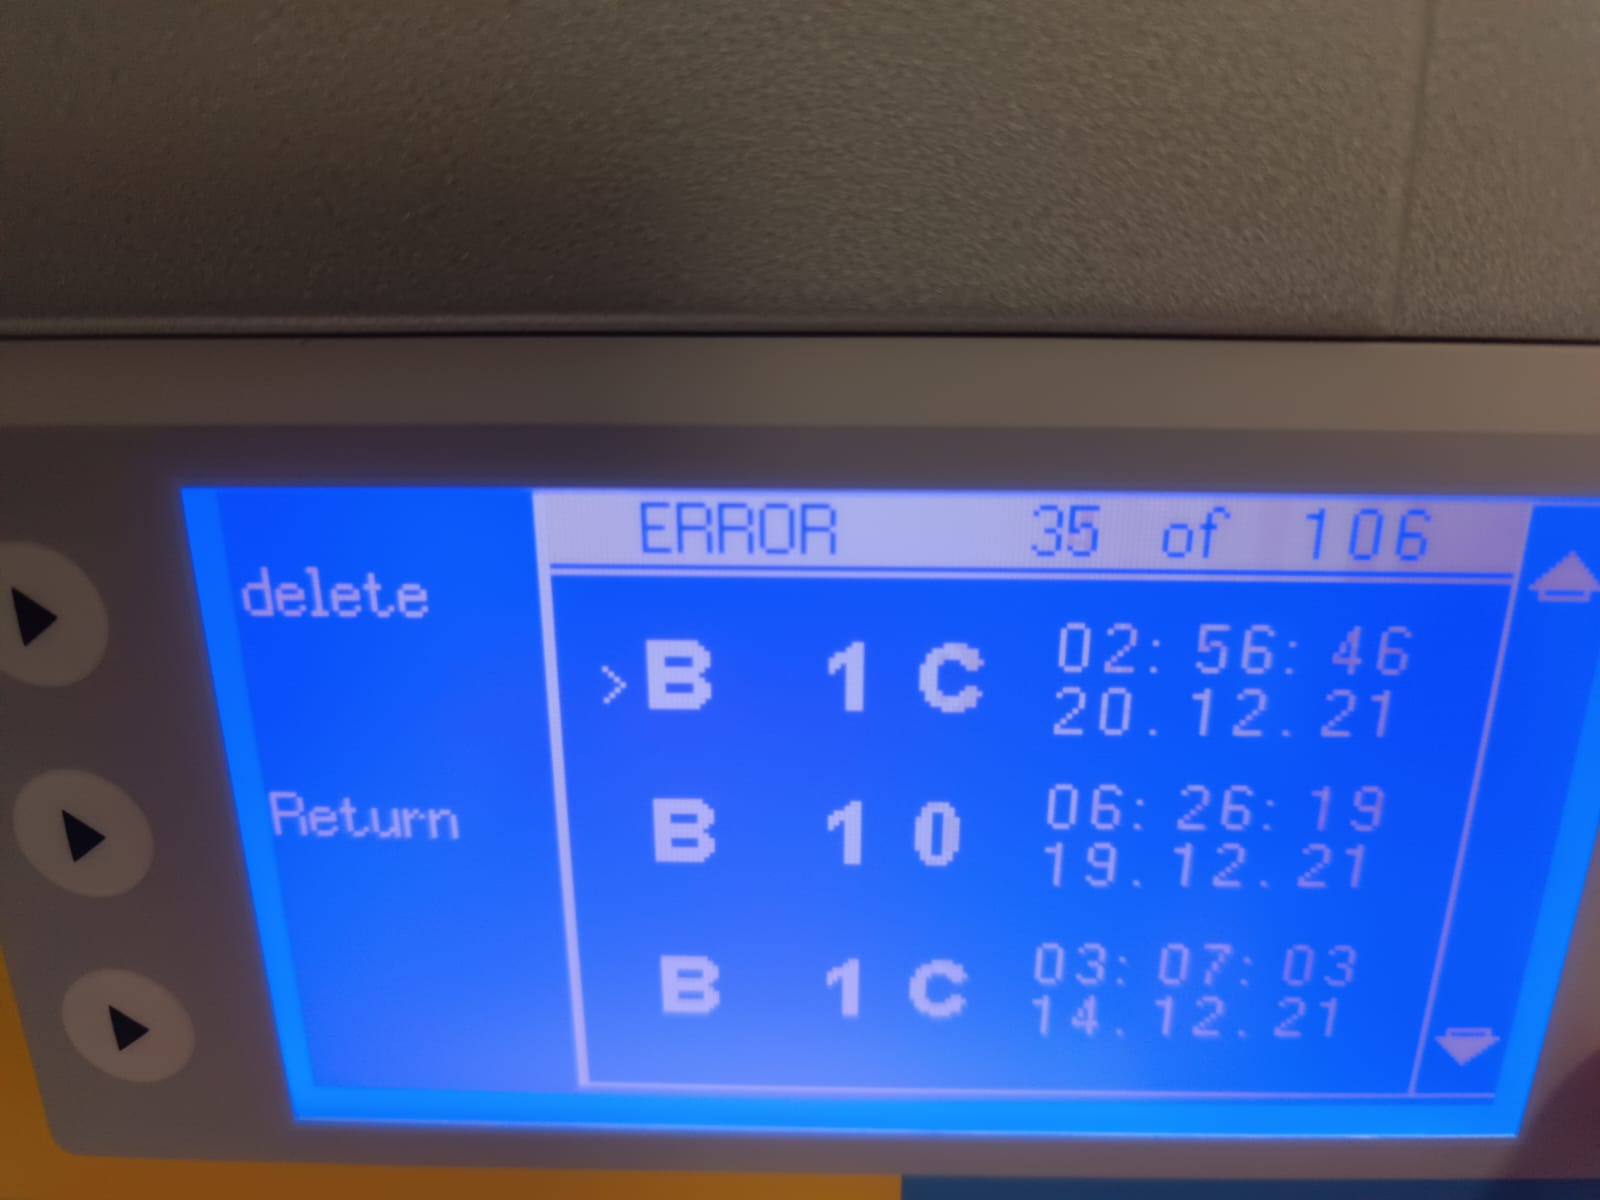 ERROR 35 of 106
delete
>B 1C 02:56:46
20.12.21
Return
B 10 06:26:19
19.12.21
B 1C 03:07:03
14.12.21